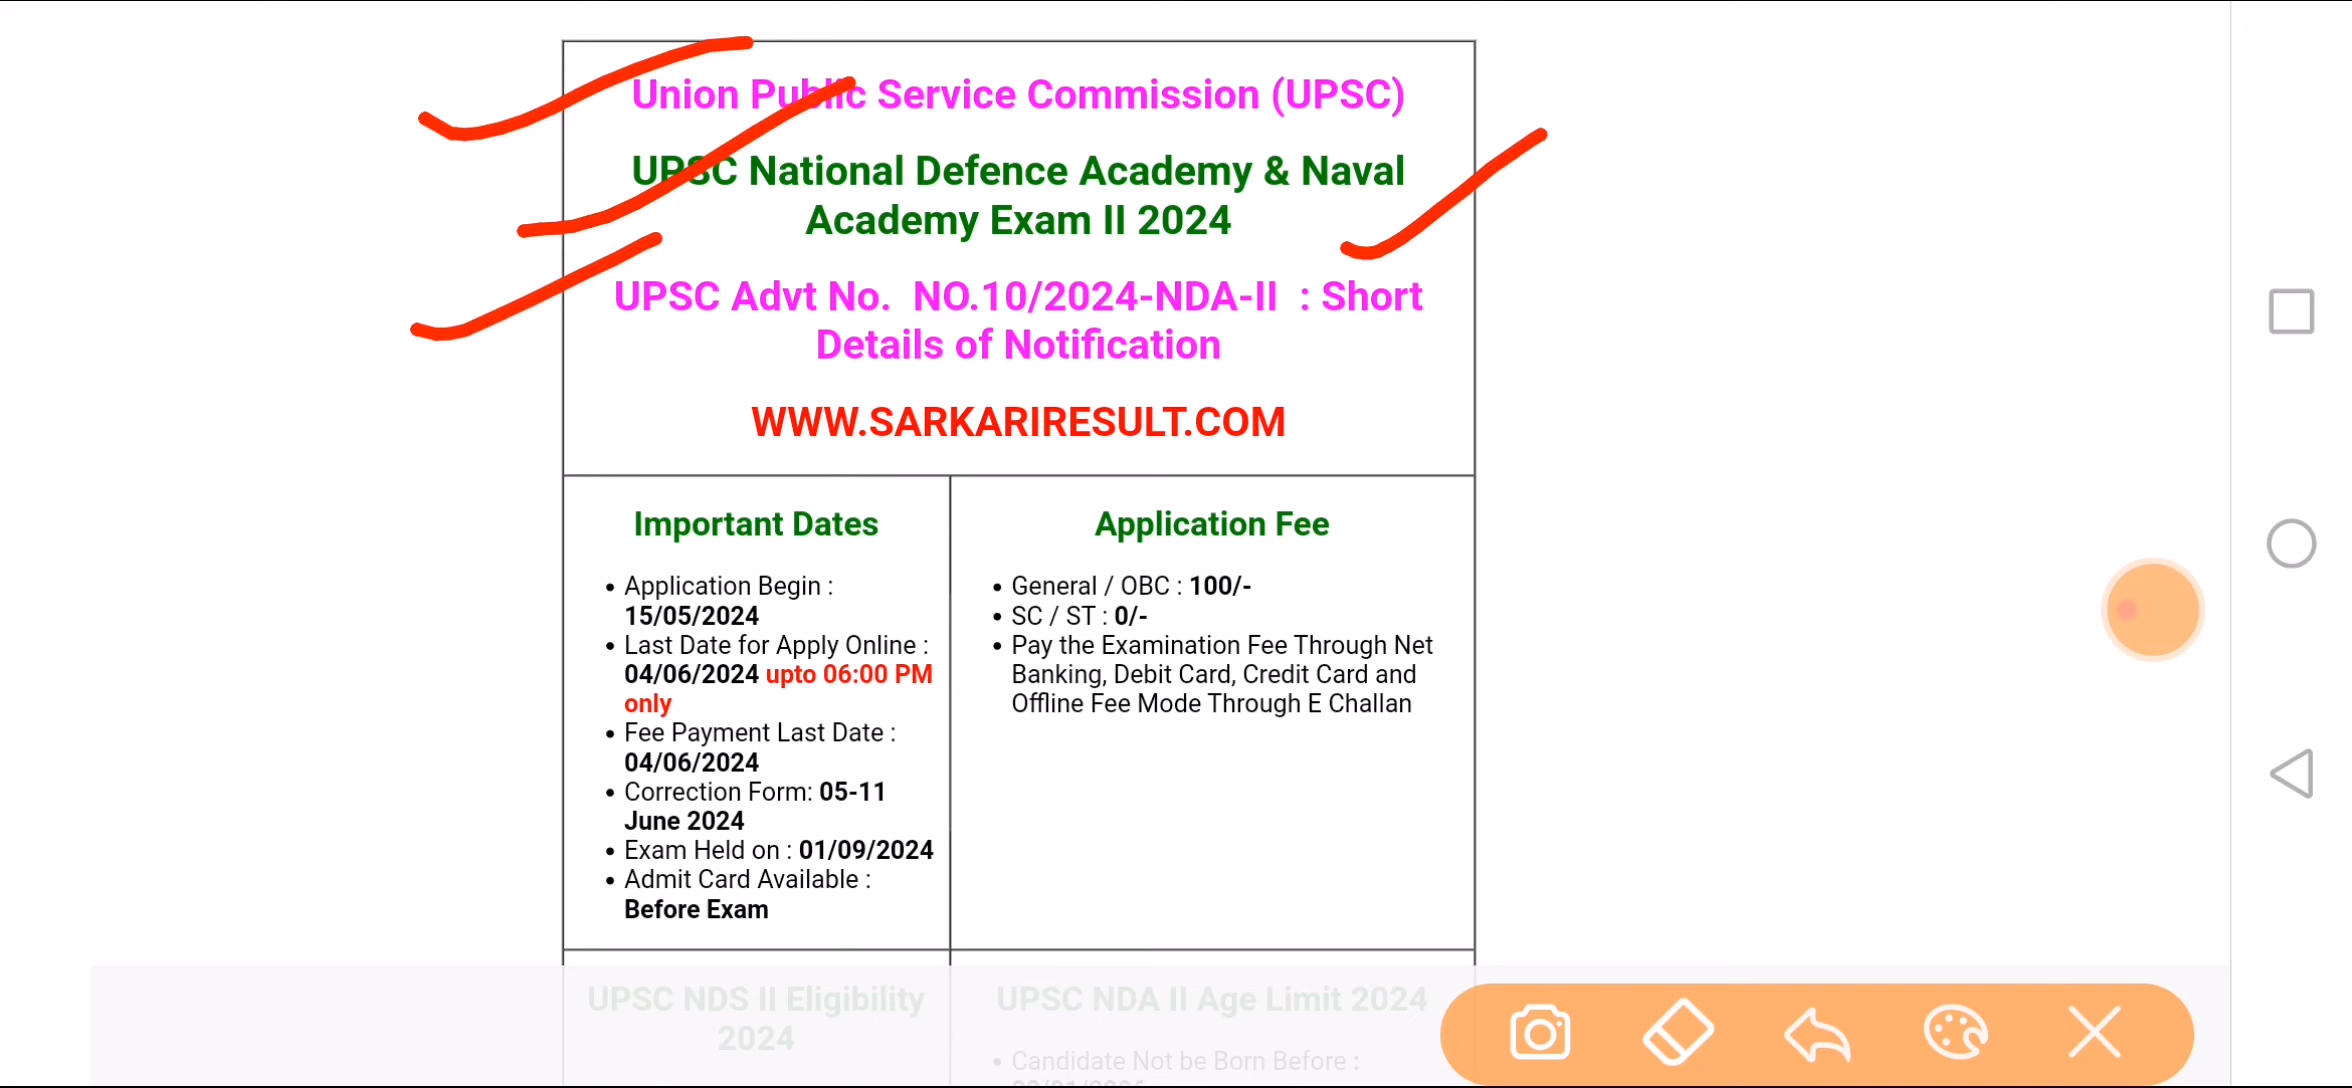 Union Public Service Commission (UPSC)
UPSC National Defence Academy & Naval
Academy Exam II 2024
UPSC Advt No. NO.10/2024-NDA-II : Short
Details of Notification
WWW.SARKARIRESULT.COM
Important Dates
• Application Begin :
15/05/2024
• Last Date for Apply Online :
04/06/2024 upto 06:00 PM
only
• Fee Payment Last Date :
04/06/2024
• Correction Form: 05-11
June 2024
• Exam Held on : 01/09/2024
• Admit Card Available :
Before Exam
Application Fee
• General / OBC : 100/-
• SC / ST : 0/-
• Pay the Examination Fee Through Net
Banking, Debit Card, Credit Card and
Offline Fee Mode Through E Challan
UPSC NDS II Eligibility
2024
UPSC NDA II Age Limit 2024
• Candidate Not be Born Before :